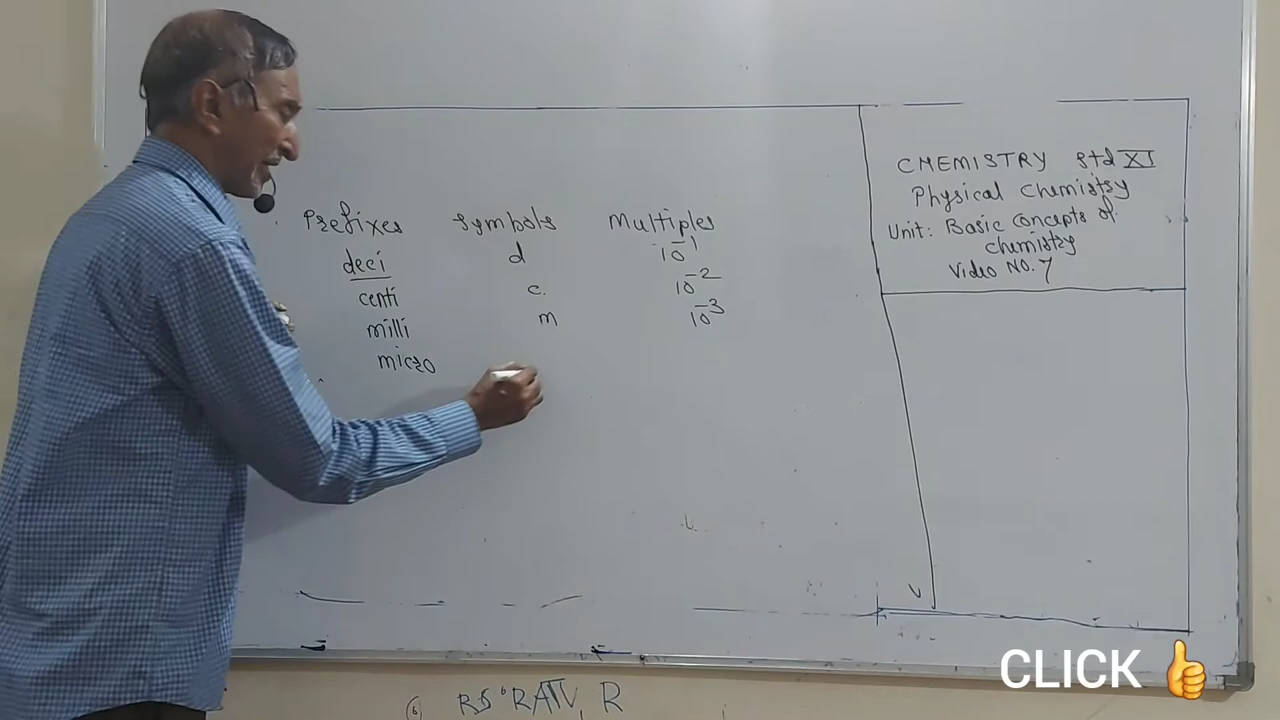 Prefixes symbols Multiples
deci d 10⁻¹
centi c. 10⁻²
milli m 10⁻³
micro
CHEMISTRY std XI
Physical Chemistry
Unit: Basic Concepts of
chemistry
Video NO. 7
CLICK 👍